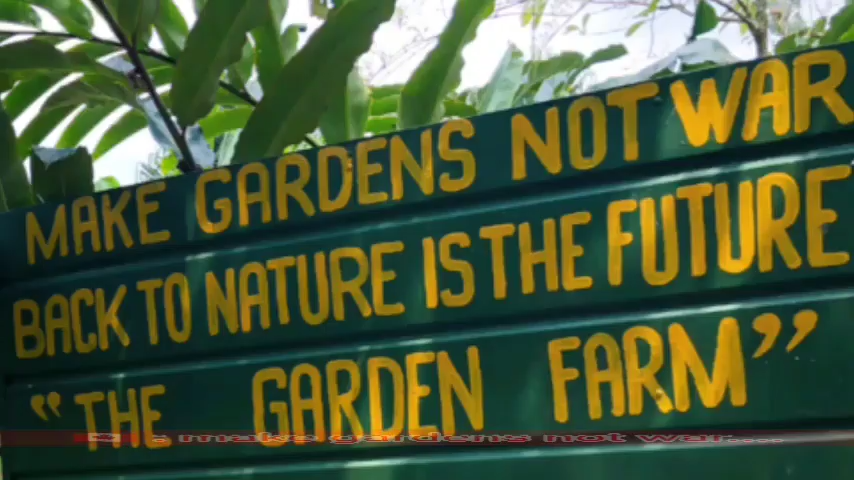 MAKE GARDENS NOT WAR
BACK TO NATURE IS THE FUTURE
“THE GARDEN FARM”
make gardens not war....